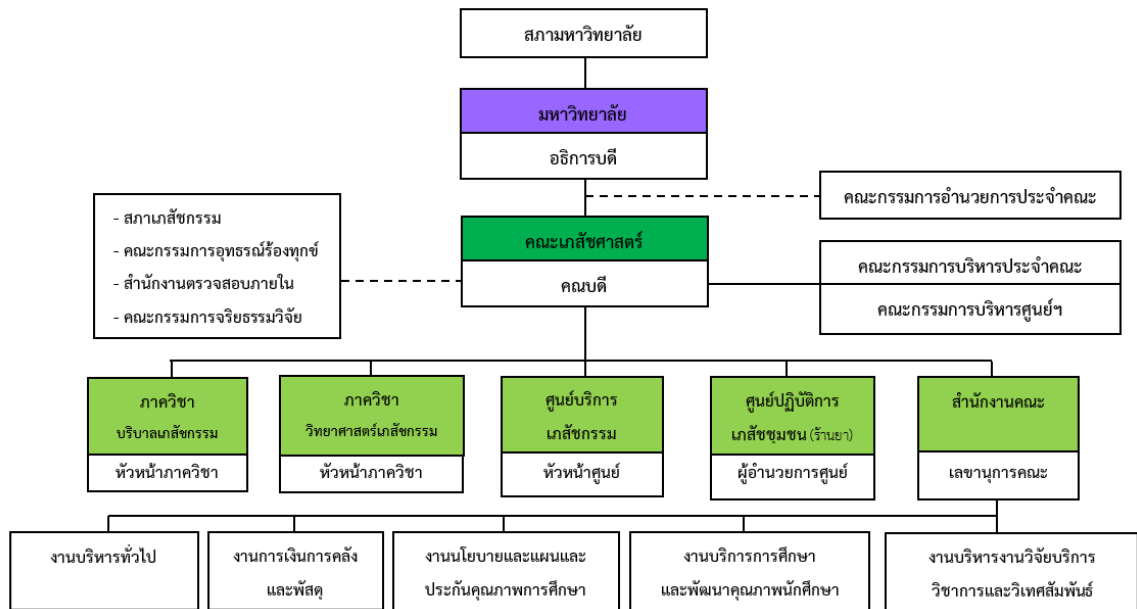 สภามหาวิทยาลัย
มหาวิทยาลัย
อธิการบดี
คณะกรรมการอำนวยการประจำคณะ
- สภาเภสัชกรรม
- คณะกรรมการอุทธรณ์ร้องทุกข์
- สำนักงานตรวจสอบภายใน
- คณะกรรมการจริยธรรมวิจัย
คณะเภสัชศาสตร์
คณบดี
คณะกรรมการบริหารประจำคณะ
คณะกรรมการบริหารศูนย์ฯ
ภาควิชา
บริบาลเภสัชกรรม
หัวหน้าภาควิชา
ภาควิชา
วิทยาศาสตร์เภสัชกรรม
หัวหน้าภาควิชา
ศูนย์บริการ
เภสัชกรรม
หัวหน้าศูนย์
ศูนย์ปฏิบัติการ
เภสัชชุมชน (ร้านยา)
ผู้อำนวยการศูนย์
สำนักงานคณะ
เลขานุการคณะ
งานบริหารทั่วไป
งานการเงินการคลัง
และพัสดุ
งานนโยบายและแผนและ
ประกันคุณภาพการศึกษา
งานบริการการศึกษา
และพัฒนาคุณภาพนักศึกษา
งานบริหารงานวิจัยบริการ
วิชาการและวิเทศสัมพันธ์